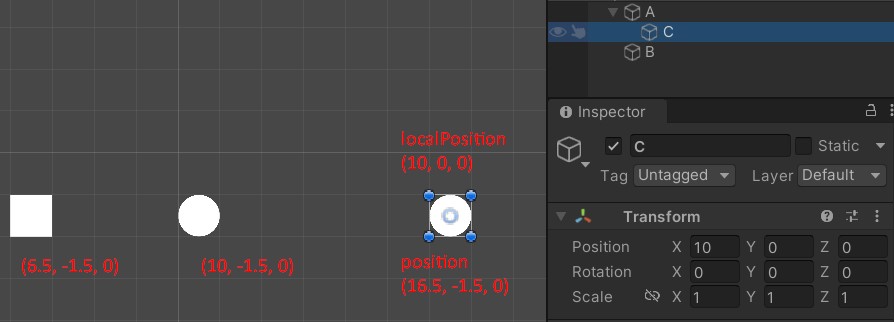 A
C
B
Inspector
C
Static
Tag Untagged Layer Default
Transform
Position X 10 Y 0 Z 0
Rotation X 0 Y 0 Z 0
Scale X 1 Y 1 Z 1
localPosition
(10, 0, 0)
(6.5, -1.5, 0)
(10, -1.5, 0)
position
(16.5, -1.5, 0)